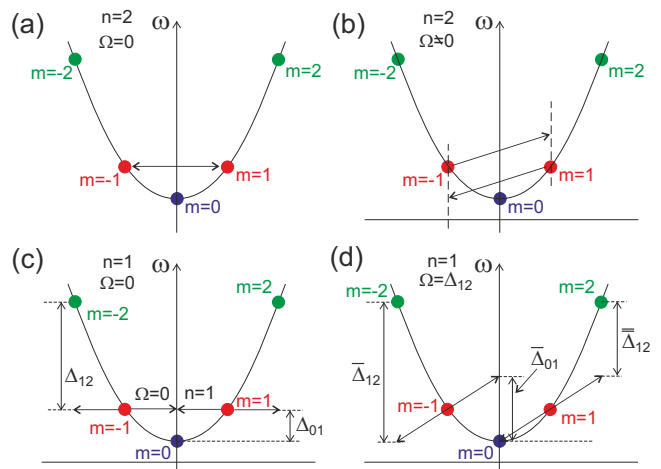 (a)
n=2
Ω=0
ω
m=-2
m=2
m=-1
m=1
m=0
(b)
n=2
Ω≠0
ω
m=-2
m=2
m=-1
m=1
m=0
(c)
n=1
Ω=0
ω
m=-2
m=2
Δ₁₂
Ω=0
n=1
m=-1
m=1
Δ₀₁
m=0
(d)
n=1
Ω=Δ₁₂
ω
m=-2
m=2
Δ̅₁₂
Δ̅₀₁
Δ̿₁₂
m=-1
m=1
m=0